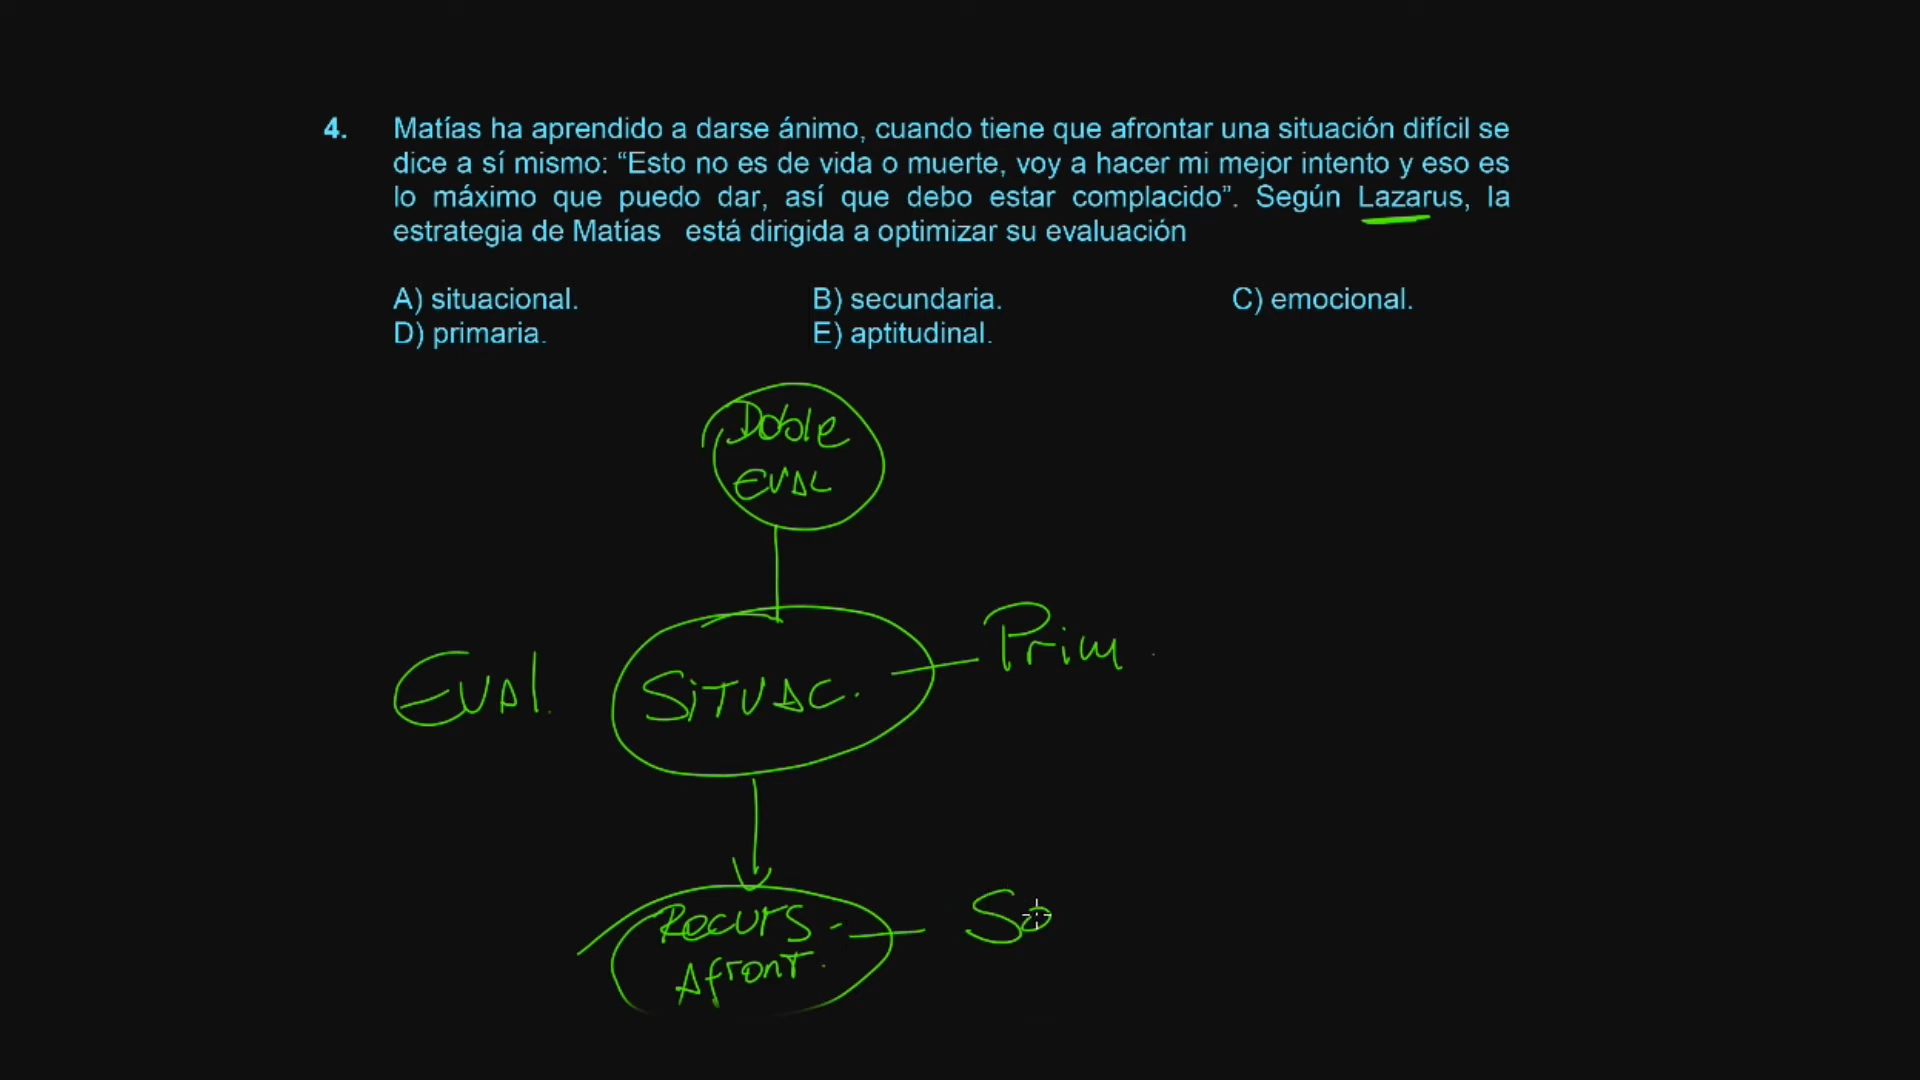 4. Matías ha aprendido a darse ánimo, cuando tiene que afrontar una situación difícil se
dice a sí mismo: “Esto no es de vida o muerte, voy a hacer mi mejor intento y eso es
lo máximo que puedo dar, así que debo estar complacido”. Según Lazarus, la
estrategia de Matías está dirigida a optimizar su evaluación
A) situacional. B) secundaria. C) emocional.
D) primaria. E) aptitudinal.
Doble
EVAL
Prim.
Eval. SITUAC.
Recurs. Se
Afront.